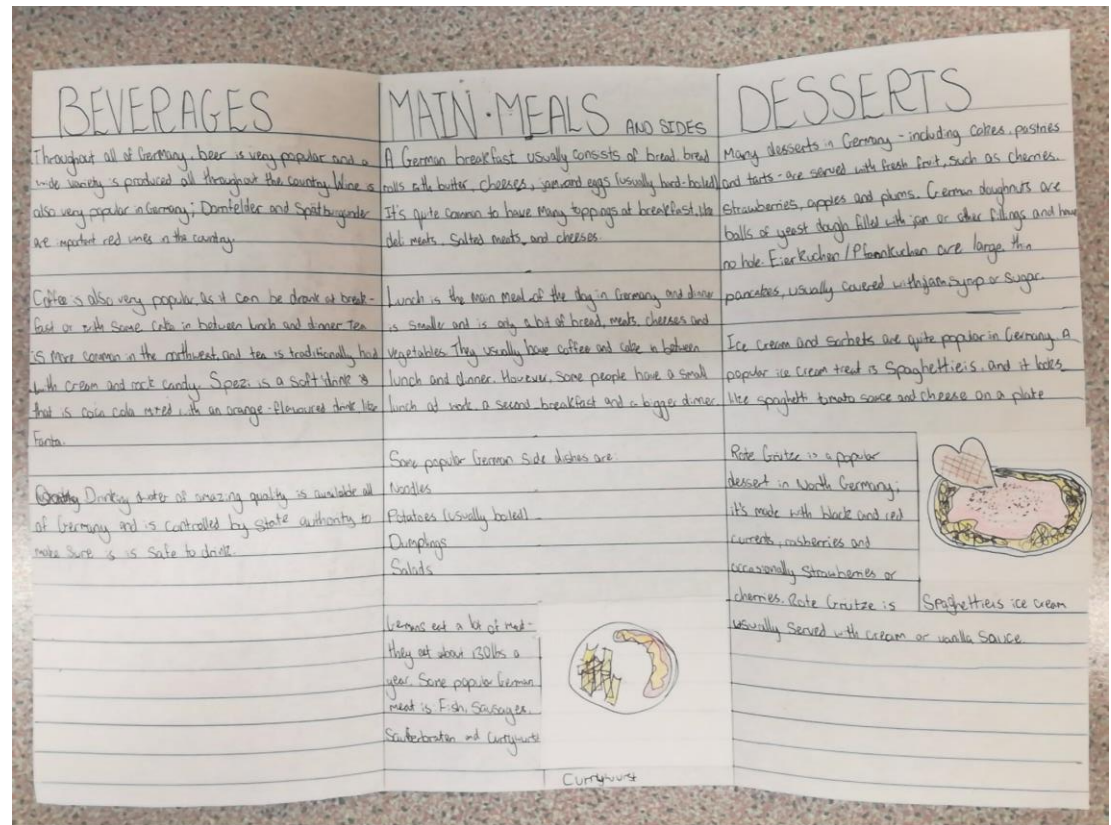 BEVERAGES
Throughout all of Germany, beer is very popular and a
wide variety is produced all throughout the country. Wine is
also very popular in Germany; Dornfelder and Spätburgunder
are important red wines in the country.
Coffee is also very popular as it can be drank at break-
fast or with some cake in between lunch and dinner. Tea
is more common in the northwest, and tea is traditionally had
with cream and rock candy. Spezi is a soft drink
that is coca cola mixed with an orange-flavoured drink like
Fanta.
Drinking water of amazing quality is available all
of Germany and is controlled by state authority to
make sure is is safe to drink.
MAIN·MEALS AND SIDES
A German breakfast usually consists of bread, bread
rolls with butter, cheeses, jam and eggs (usually hard-boiled)
It's quite common to have many toppings at breakfast, like
deli meats, salted meats, and cheeses.
Lunch is the main meal of the day in Germany and dinner
is smaller and is only a bit of bread, meats, cheeses and
vegetables. They usually have coffee and cake in between
lunch and dinner. However, some people have a small
lunch at work, a second breakfast and a bigger dinner.
Some popular German side dishes are:
Noodles
Potatoes (usually boiled)
Dumplings
Salads
Germans eat a lot of meat -
they eat about 130lbs a
year. Some popular German
meat is Fish, Sausages,
and Currywurst
Currywurst
DESSERTS
Many desserts in Germany - including cakes, pastries
and tarts - are served with fresh fruit, such as cherries,
strawberries, apples and plums. German doughnuts are
balls of yeast dough filled with jam or other fillings and have
no hole. Eierkuchen / Pfannkuchen are large, thin
pancakes, usually covered with jam, syrup or sugar.
Ice cream and sorbets are quite popular in Germany. A
popular ice cream treat is Spaghettieis, and it looks
like spaghetti tomato sauce and cheese on a plate
Rote Grütze is a popular
dessert in North Germany;
it's made with black and red
currents, rasberries and
occasionally strawberries or
cherries. Rote Grütze is
usually served with cream or vanilla sauce.
Spaghettieis ice cream